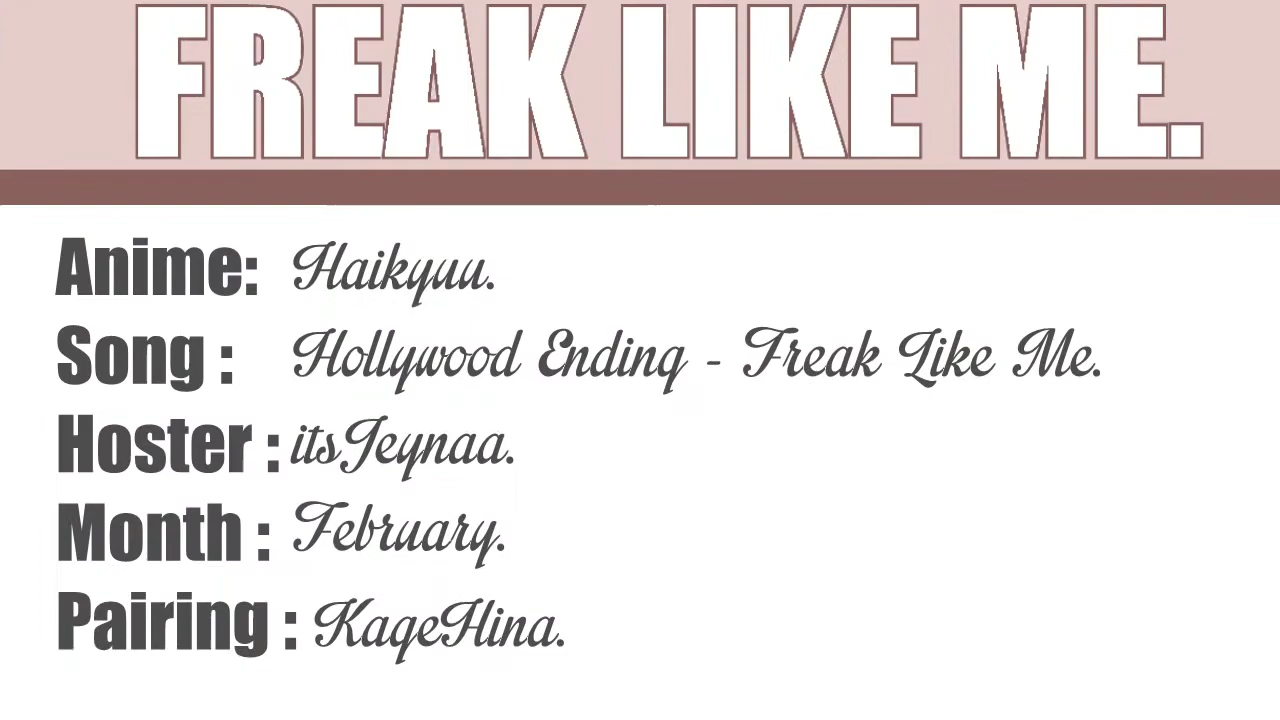 FREAK LIKE ME.
Anime: Haikyuu.
Song : Hollywood Ending - Freak Like Me.
Hoster : itsJeynaa.
Month : February.
Pairing : KageHina.